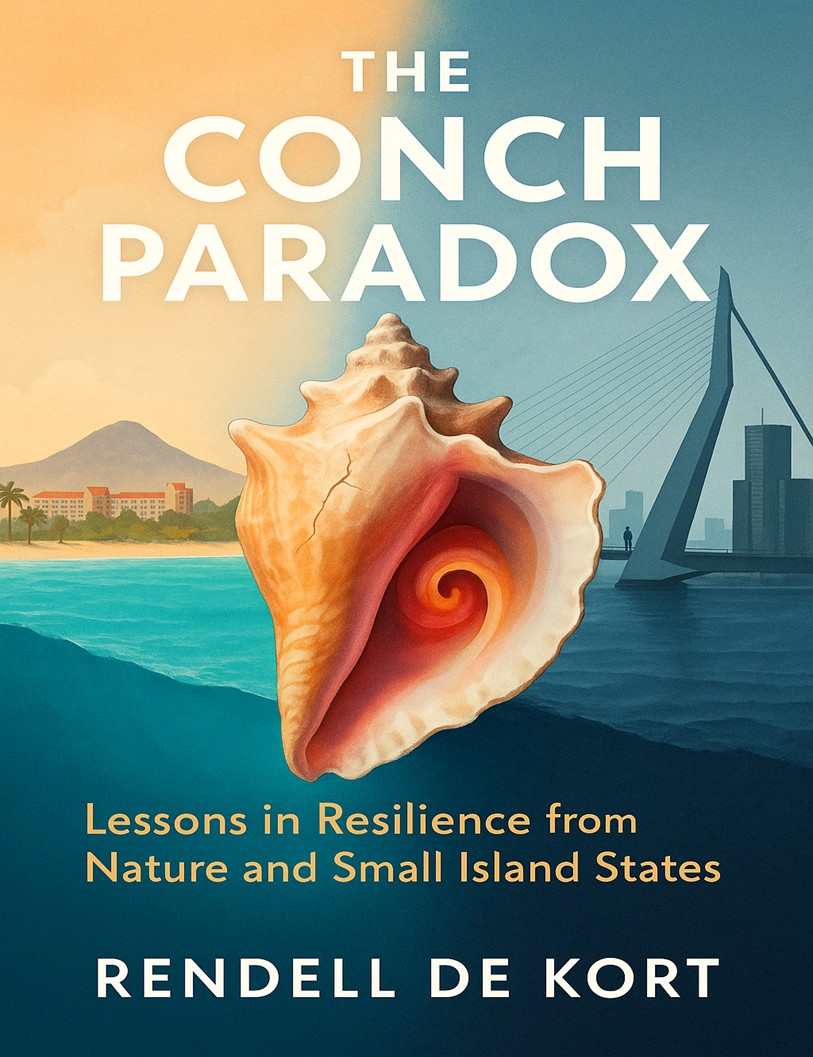 THE
CONCH
PARADOX
Lessons in Resilience from
Nature and Small Island States
RENDELL DE KORT